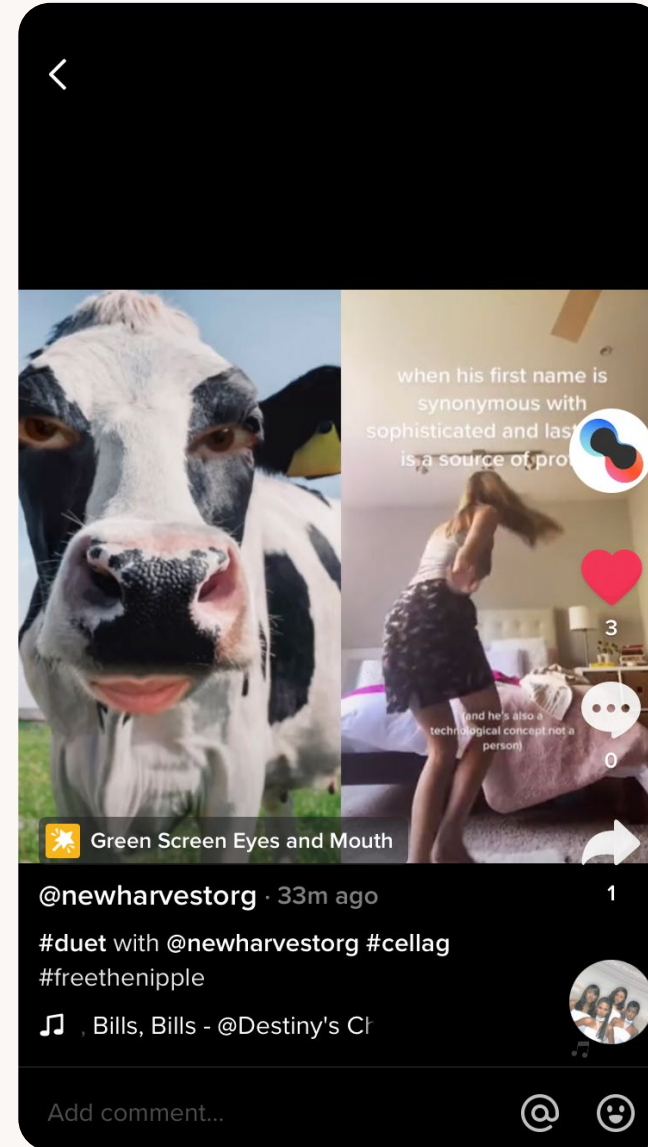 when his first name is
synonymous with
sophisticated and last
is a source of pro
(and he's also a
technological concept not a
person)
3
0
1
Green Screen Eyes and Mouth
@newharvestorg · 33m ago
#duet with @newharvestorg #cellag
#freethenipple
, Bills, Bills - @Destiny's Ch
Add comment...